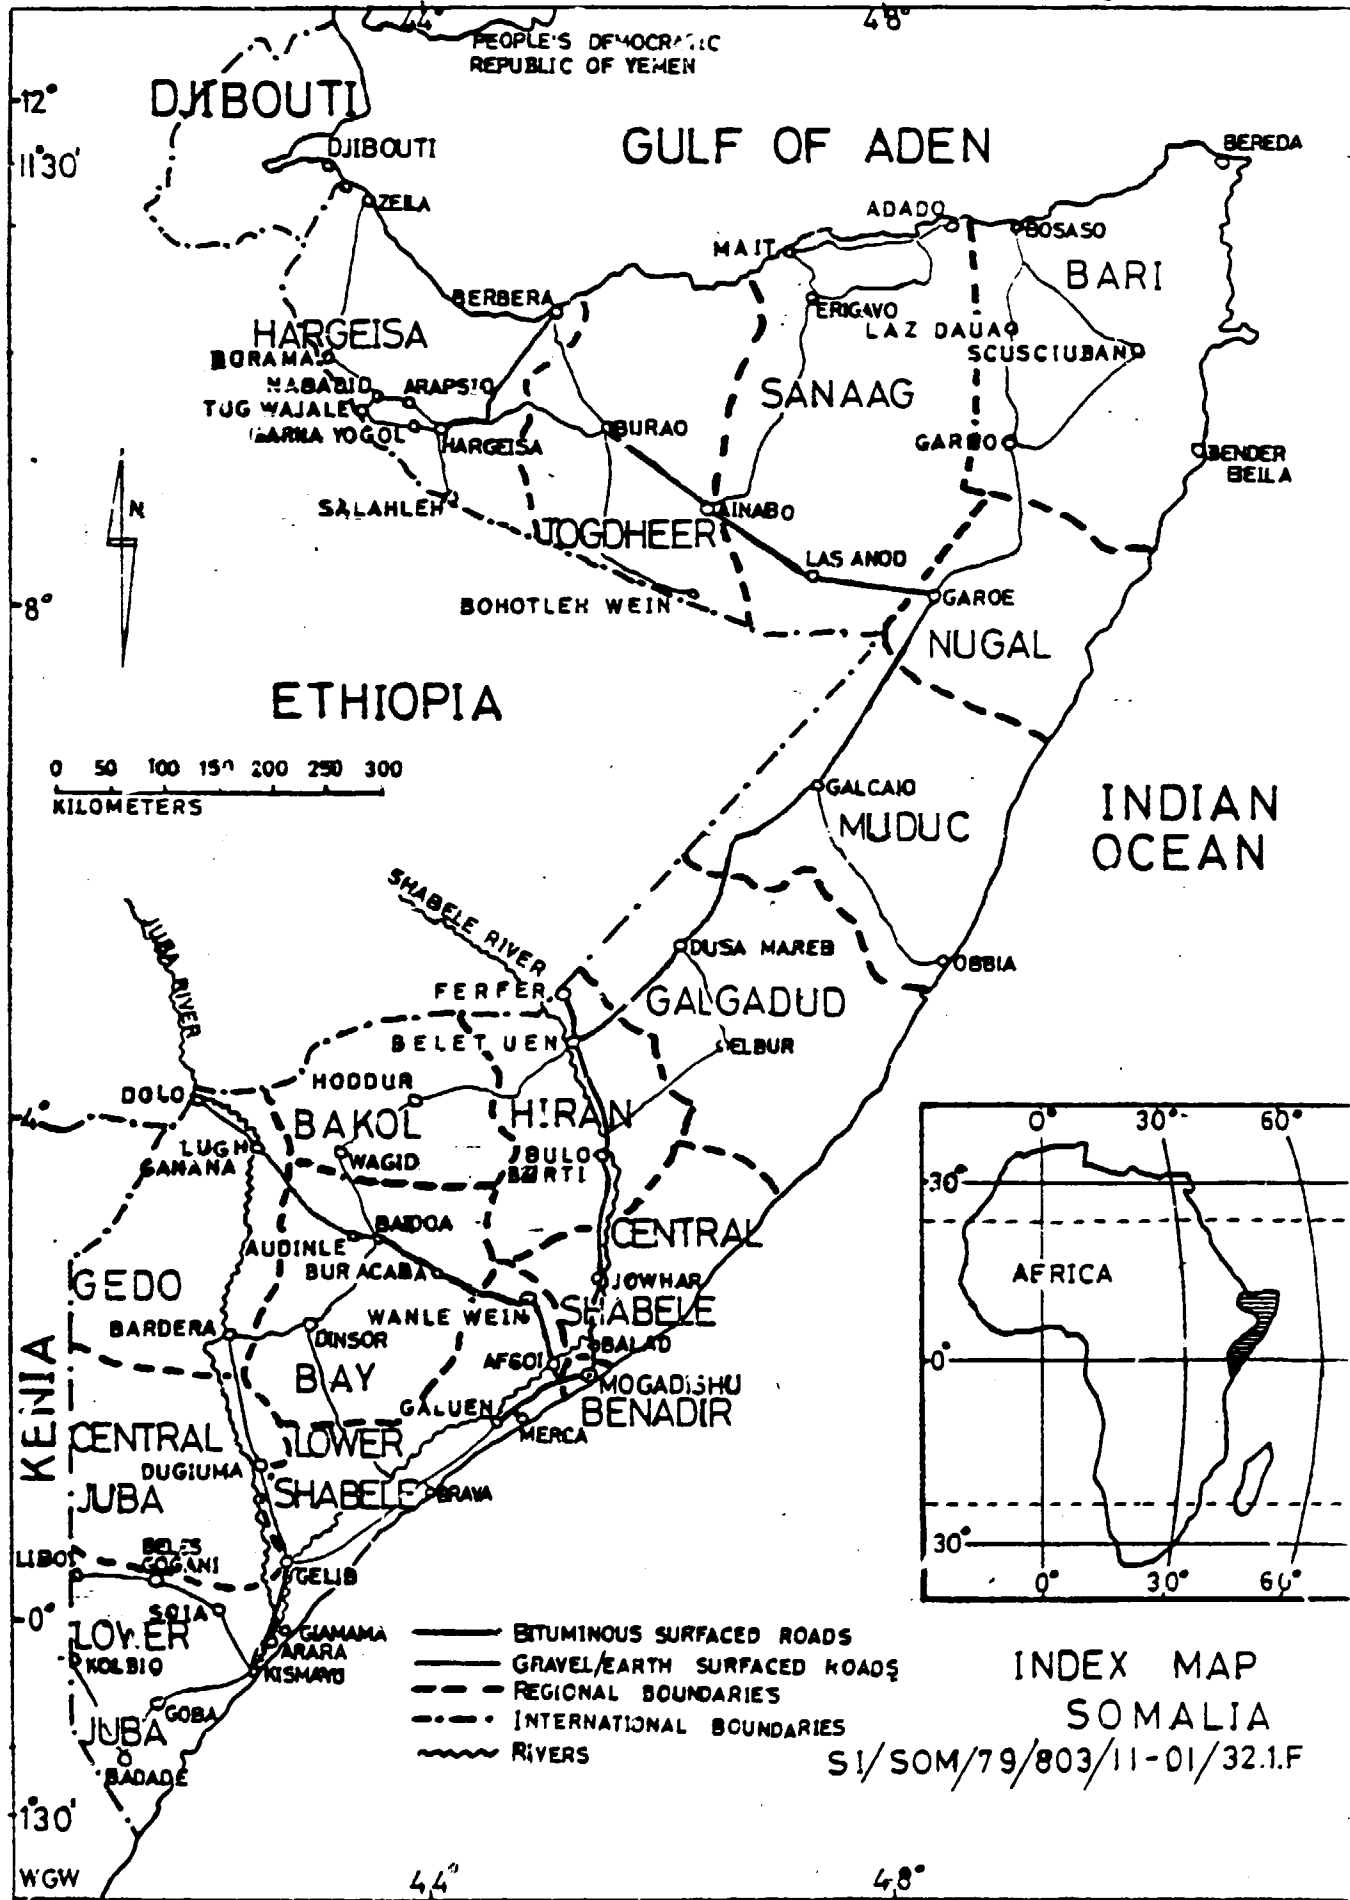 44°
48°
PEOPLE'S DEMOCRATIC
REPUBLIC OF YEMEN
12°
DJIBOUTI
GULF OF ADEN
11°30'
DJIBOUTI
BEREDA
ZEILA
ADADO
BOSASO
MAIT
BARI
BERBERA
ERIGAVO
HARGEISA
LAZ DAUA
BORAMA
SCUSCIUBAN
NABADID
ARAPSIO
SANAAG
TUG WAJALE
YOGOL
HARGEISA
BURAO
GARDO
BENDER
BEILA
N
SALAHLEH
AINABO
TOGDHEER
LAS ANOD
8°
BOHOTLEH WEIN
GAROE
NUGAL
ETHIOPIA
0 50 100 150 200 250 300
KILOMETERS
GALCAIO
MUDUC
INDIAN
OCEAN
SHABELE RIVER
JUBA RIVER
DUSA MAREB
OBBIA
FERFER
GALGADUD
BELET UEN
ELBUR
HODDUR
DOLO
4°
BAKOL
HIRAN
LUGH
GANANA
WAGID
BULO
BURTI
BAIDOA
AUDINLE
CENTRAL
BUR ACABA
GEDO
JOWHAR
WANLE WEIN
SHABELE
BARDERA
DINSOR
BALAD
AFGOI
BAY
MOGADISHU
GALUEN
BENADIR
KENIA
MERCA
CENTRAL
LOWER
DUGIUMA
JUBA
SHABELE
BRAVA
LIBOI
BELES
GOGANI
GELIB
0°
SOIA
GIAMAMA
LOWER
ARARA
KOLBIO
KISMAYU
GOBA
JUBA
BADADE
1°30'
WGW
44°
48°
0° 30° 60°
30°
AFRICA
0°
30°
0° 30° 60°
BITUMINOUS SURFACED ROADS
GRAVEL/EARTH SURFACED ROADS
REGIONAL BOUNDARIES
INTERNATIONAL BOUNDARIES
RIVERS
INDEX MAP
SOMALIA
SI/SOM/79/803/11-01/32.1.F